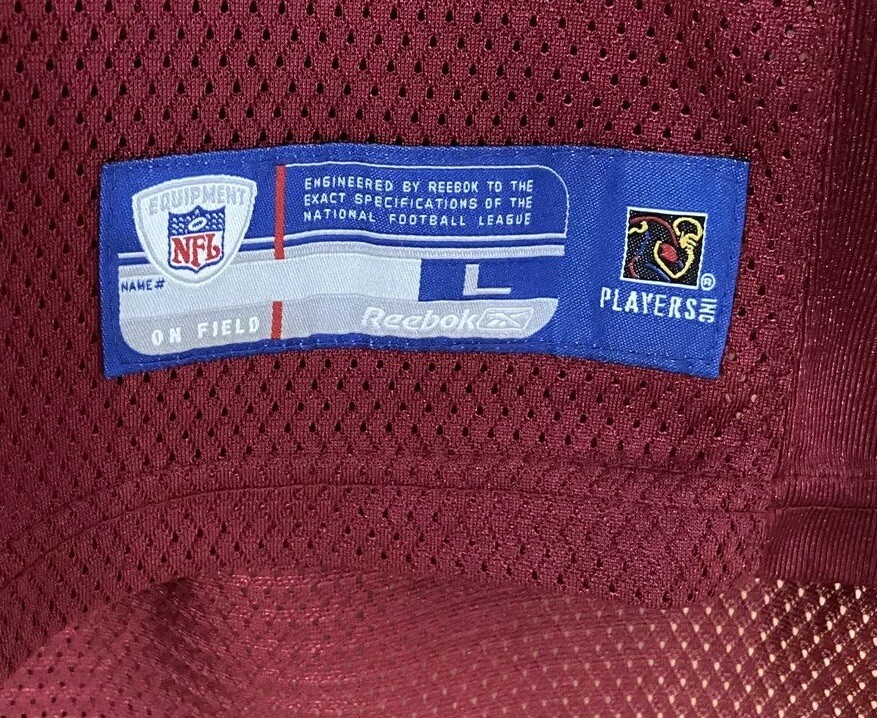 EQUIPMENT
NFL
ENGINEERED BY REEBOK TO THE
EXACT SPECIFICATIONS OF THE
NATIONAL FOOTBALL LEAGUE
NAME#
L
ON FIELD
Reebok
PLAYERS INC
®